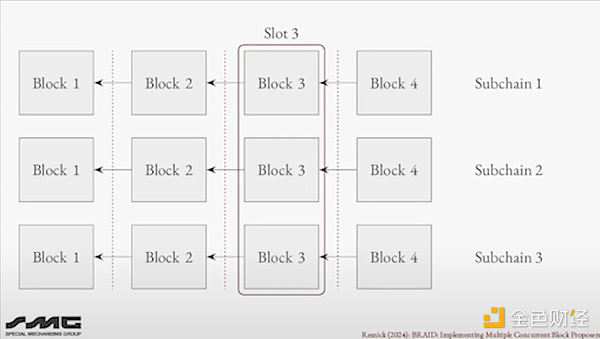 Slot 3
Block 1 Block 2 Block 3 Block 4 Subchain 1
Block 1 Block 2 Block 3 Block 4 Subchain 2
Block 1 Block 2 Block 3 Block 4 Subchain 3
SMG
SPECIAL MECHANISMS GROUP
金色财经
Resnick (2024): BRAID: Implementing Multiple Concurrent Block Proposers